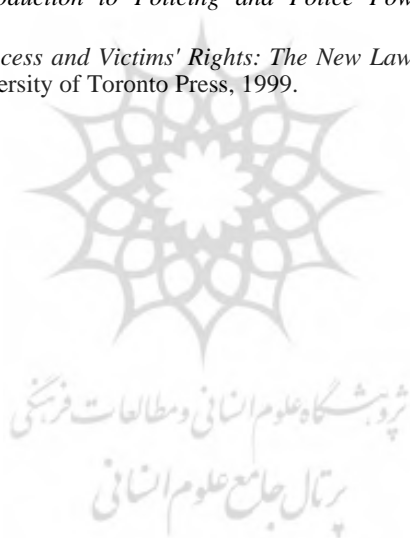 oduction to Policing and Police Pow
cess and Victims' Rights: The New Law
ersity of Toronto Press, 1999.
پژوهشگاه علوم انسانی و مطالعات فرهنگی
پرتال جامع علوم انسانی